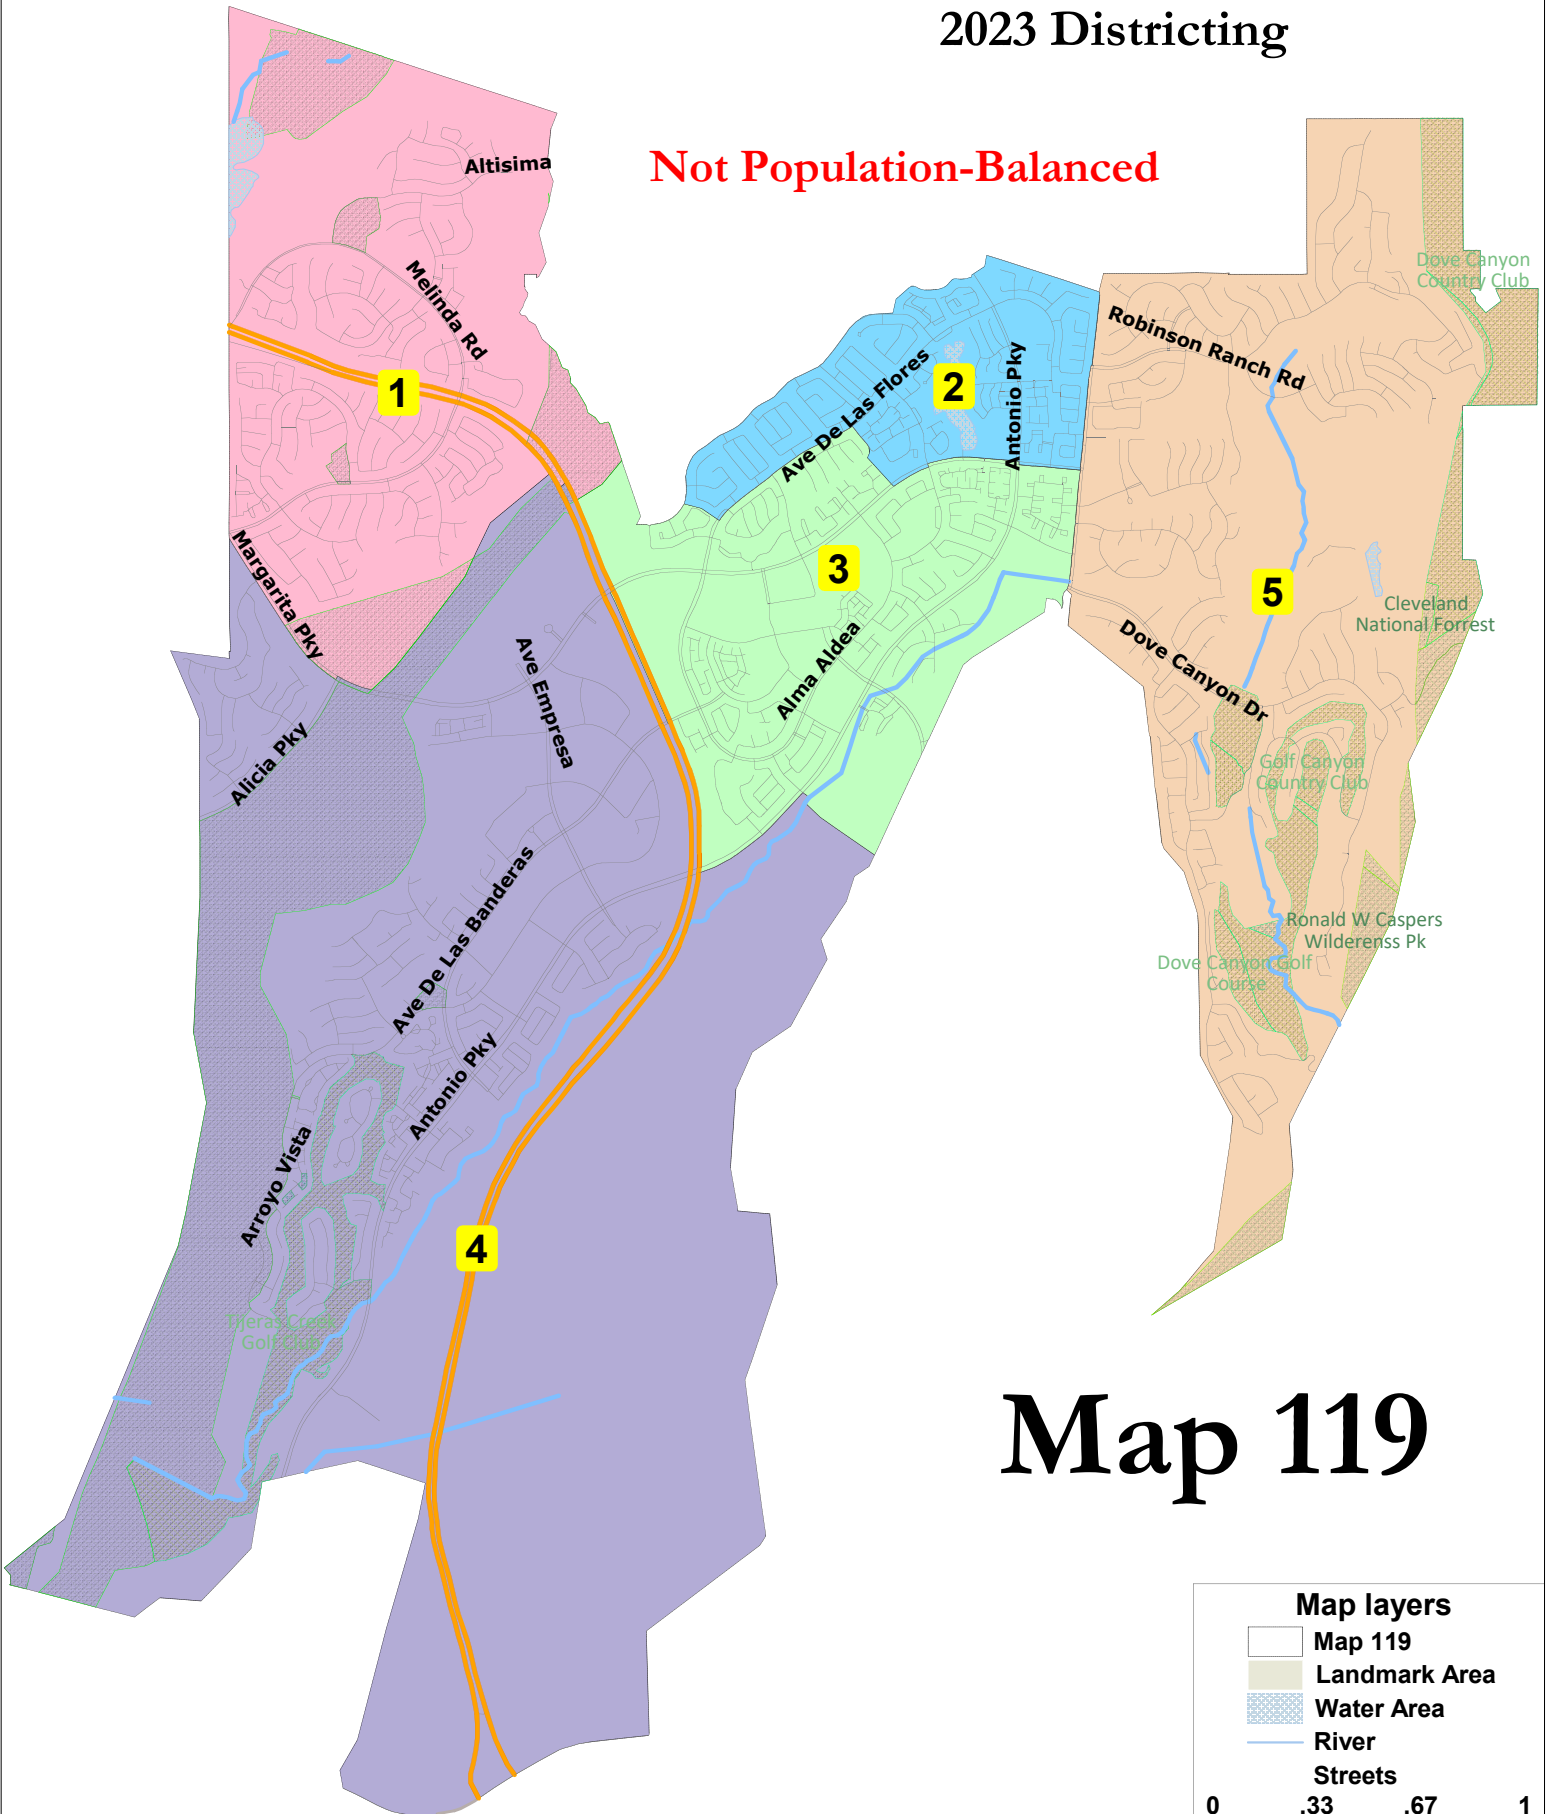 2023 Districting
Not Population-Balanced
Altisima
Dove Canyon
Country Club
Melinda Rd
Robinson Ranch Rd
Ave De Las Flores
Antonio Pky
1
2
3
5
Margarita Pky
Cleveland
National Forrest
Ave Empresa
Alma Aldea
Dove Canyon Dr
Alicia Pky
Golf Canyon
Country Club
Ave De Las Banderas
Ronald W Caspers
Wilderenss Pk
Dove Canyon Golf
Course
Antonio Pky
Arroyo Vista
4
Tijeras Creek
Golf Club
Map 119
Map layers
Map 119
Landmark Area
Water Area
River
Streets
0 .33 .67 1